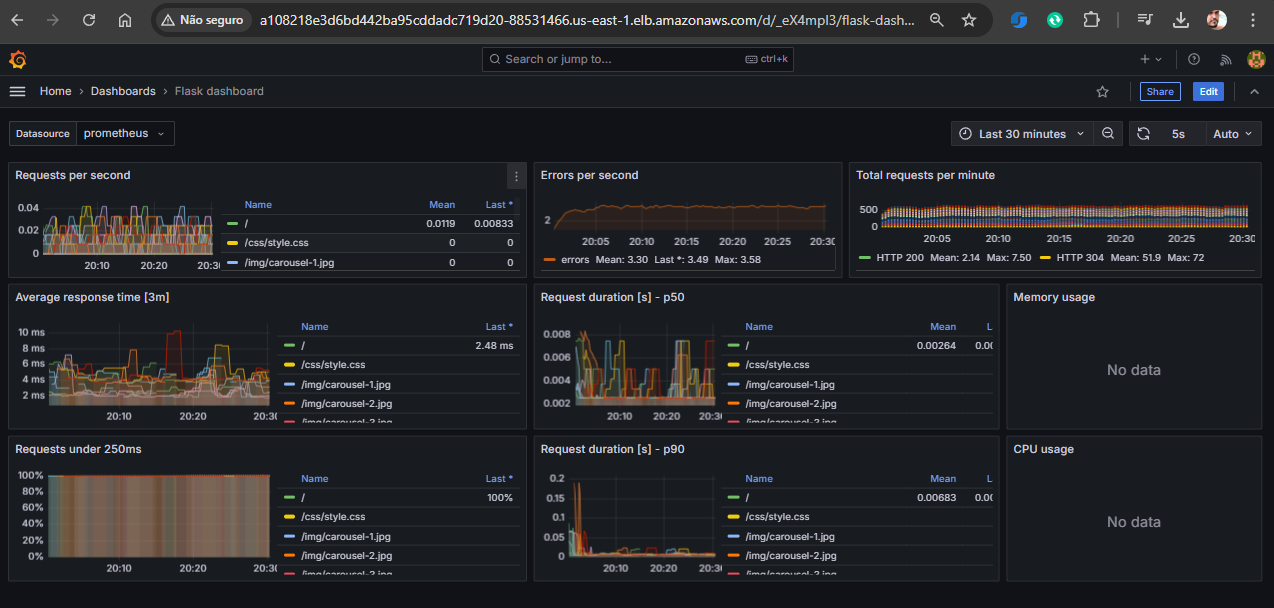 Não seguro
a108218e3d6bd442ba95cddadc719d20-88531466.us-east-1.elb.amazonaws.com/d/_eX4mpl3/flask-dash...
Search or jump to...
ctrl+k
Home > Dashboards > Flask dashboard
Share
Edit
Datasource
prometheus
Last 30 minutes
5s
Auto
Requests per second
0.04
0.02
0
20:10 20:20 20:3
Name Mean Last *
/ 0.0119 0.00833
/css/style.css 0 0
/img/carousel-1.jpg 0 0
Errors per second
2
20:05 20:10 20:15 20:20 20:25 20:30
errors Mean: 3.30 Last *: 3.49 Max: 3.58
Total requests per minute
500
0
20:05 20:10 20:15 20:20 20:25 20:30
HTTP 200 Mean: 2.14 Max: 7.50 HTTP 304 Mean: 51.9 Max: 72
Average response time [3m]
10 ms
8 ms
6 ms
4 ms
2 ms
20:10 20:20 20:30
Name Last *
/ 2.48 ms
/css/style.css
/img/carousel-1.jpg
/img/carousel-2.jpg
Request duration [s] - p50
0.008
0.006
0.004
0.002
20:10 20:20 20:30
Name Mean L
/ 0.00264 0.00
/css/style.css
/img/carousel-1.jpg
/img/carousel-2.jpg
Memory usage
No data
Requests under 250ms
100%
80%
60%
40%
20%
0%
20:10 20:20 20:30
Name Last *
/ 100%
/css/style.css
/img/carousel-1.jpg
/img/carousel-2.jpg
Request duration [s] - p90
0.2
0.15
0.1
0.05
0
20:10 20:20 20:30
Name Mean L
/ 0.00683 0.00
/css/style.css
/img/carousel-1.jpg
/img/carousel-2.jpg
CPU usage
No data